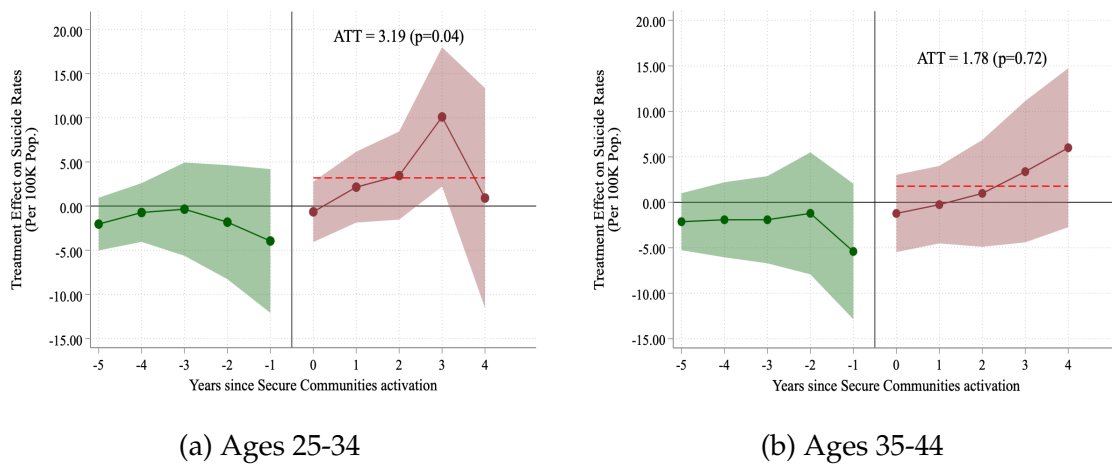 Treatment Effect on Suicide Rates
(Per 100K Pop.)
20.00
15.00
10.00
5.00
0.00
-5.00
-10.00
-15.00
ATT = 3.19 (p=0.04)
-5 -4 -3 -2 -1 0 1 2 3 4
Years since Secure Communities activation
(a) Ages 25-34
Treatment Effect on Suicide Rates
(Per 100K Pop.)
20.00
15.00
10.00
5.00
0.00
-5.00
-10.00
-15.00
ATT = 1.78 (p=0.72)
-5 -4 -3 -2 -1 0 1 2 3 4
Years since Secure Communities activation
(b) Ages 35-44